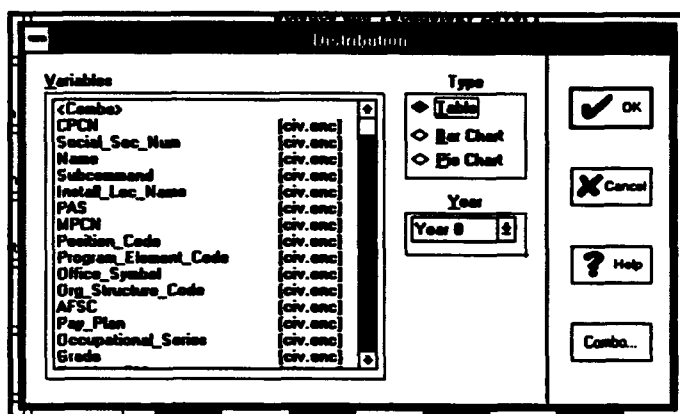 Distribution
Variables
<Combo>
CPCN [civ.enc]
Social_Sec_Num [civ.enc]
Name [civ.enc]
Subcommand [civ.enc]
Install_Loc_Name [civ.enc]
PAS [civ.enc]
MPCN [civ.enc]
Position_Code [civ.enc]
Program_Element_Code [civ.enc]
Office_Symbol [civ.enc]
Org_Structure_Code [civ.enc]
AFSC [civ.enc]
Pay_Plan [civ.enc]
Occupational_Series [civ.enc]
Grade [civ.enc]
Type
Table
Bar Chart
Pie Chart
Year
Year 0
OK
Cancel
Help
Combo...